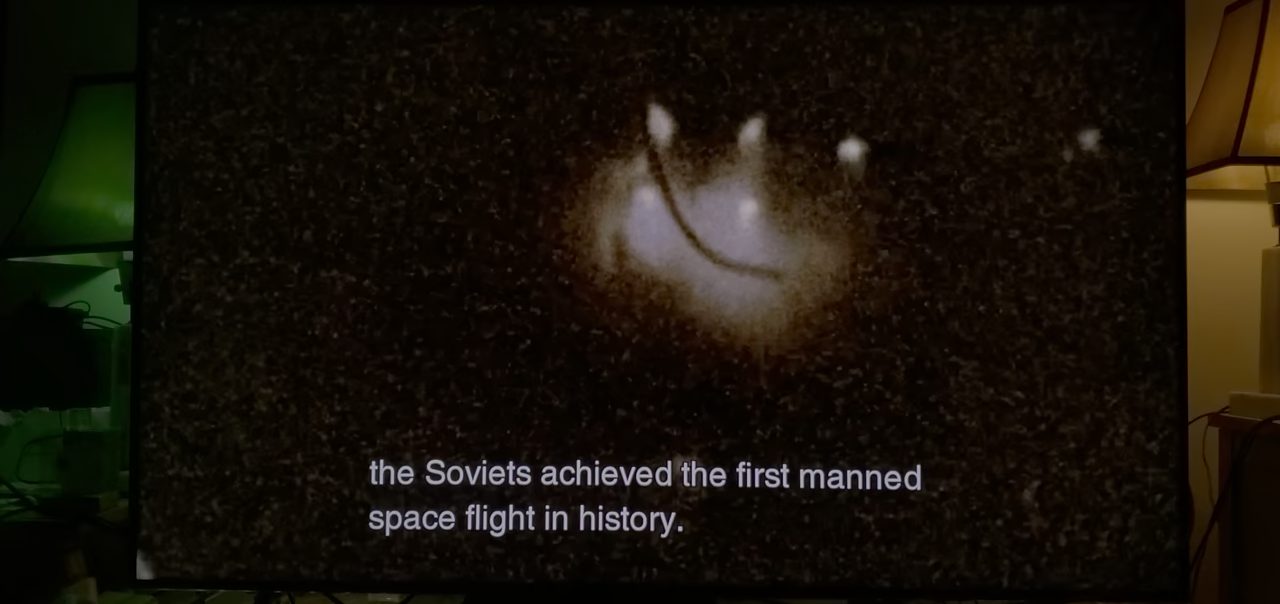 the Soviets achieved the first manned
space flight in history.